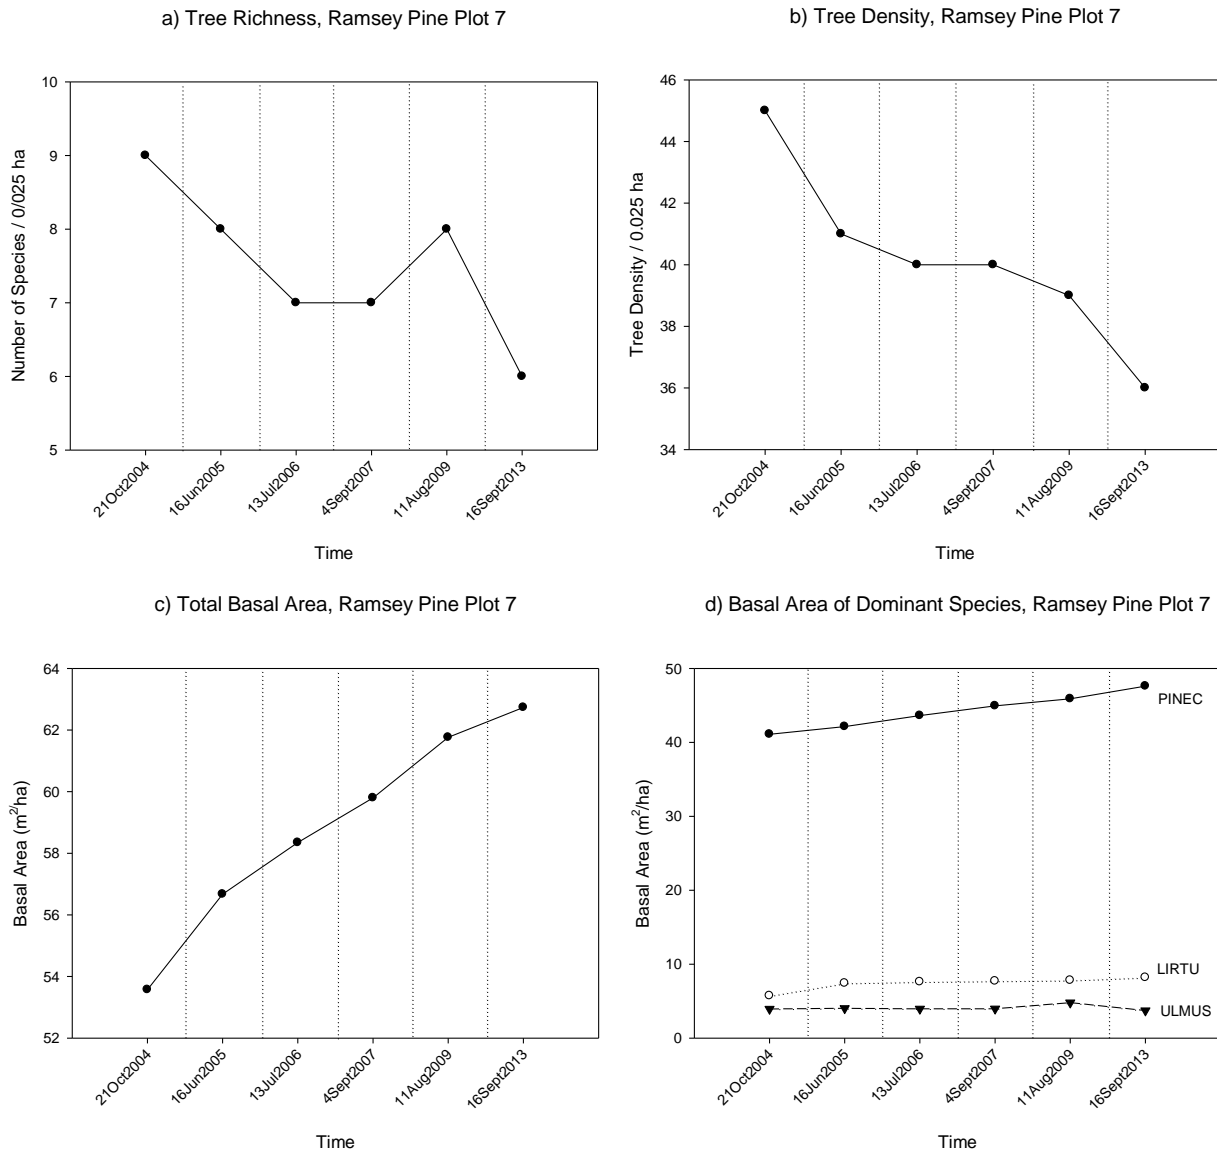 a) Tree Richness, Ramsey Pine Plot 7
Number of Species / 0/025 ha
10
9
8
7
6
5
21Oct2004
16Jun2005
13Jul2006
4Sept2007
11Aug2009
16Sept2013
Time
b) Tree Density, Ramsey Pine Plot 7
Tree Density / 0.025 ha
46
44
42
40
38
36
34
21Oct2004
16Jun2005
13Jul2006
4Sept2007
11Aug2009
16Sept2013
Time
c) Total Basal Area, Ramsey Pine Plot 7
Basal Area (m²/ha)
64
62
60
58
56
54
52
21Oct2004
16Jun2005
13Jul2006
4Sept2007
11Aug2009
16Sept2013
Time
d) Basal Area of Dominant Species, Ramsey Pine Plot 7
Basal Area (m²/ha)
50
40
30
20
10
0
PINEC
LIRTU
ULMUS
21Oct2004
16Jun2005
13Jul2006
4Sept2007
11Aug2009
16Sept2013
Time